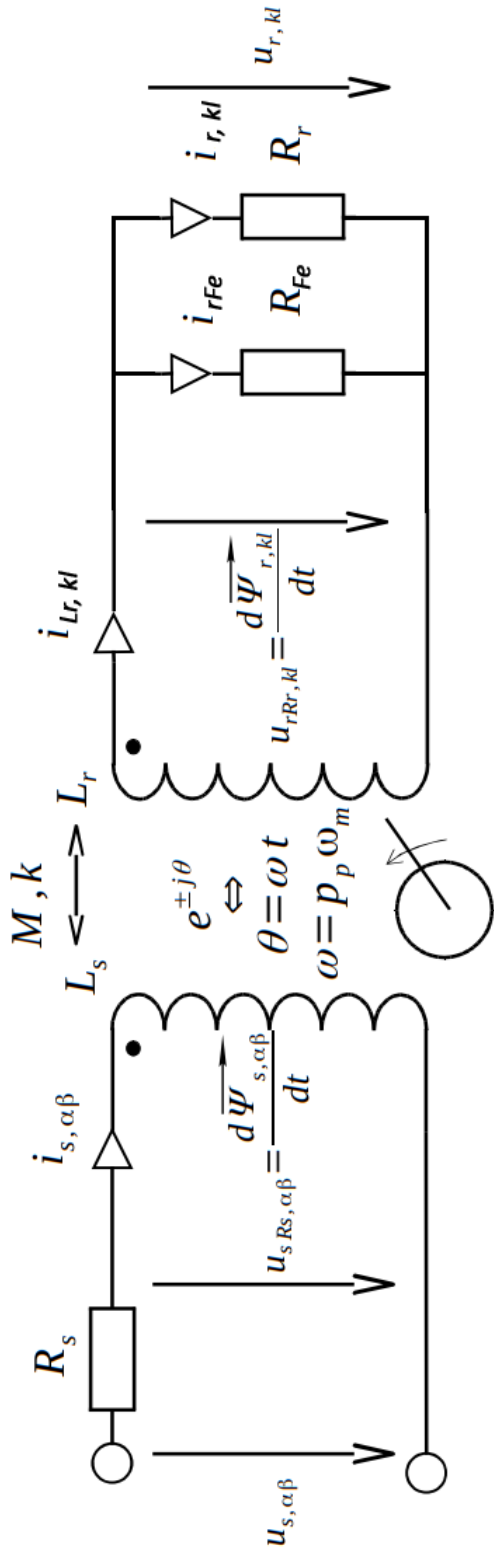 M , k
R_s
i_{s,αβ}
L_s
L_r
i_{Lr, kl}
i_{rFe}
i_{r, kl}
u_{s,αβ}
u_{s Rs,αβ} = dΨ_{s,αβ} / dt
e^{±jθ}
⇔
θ = ω t
ω = p_p ω_m
u_{rRr,kl} = dΨ_{r,kl} / dt
R_{Fe}
R_r
u_{r,kl}